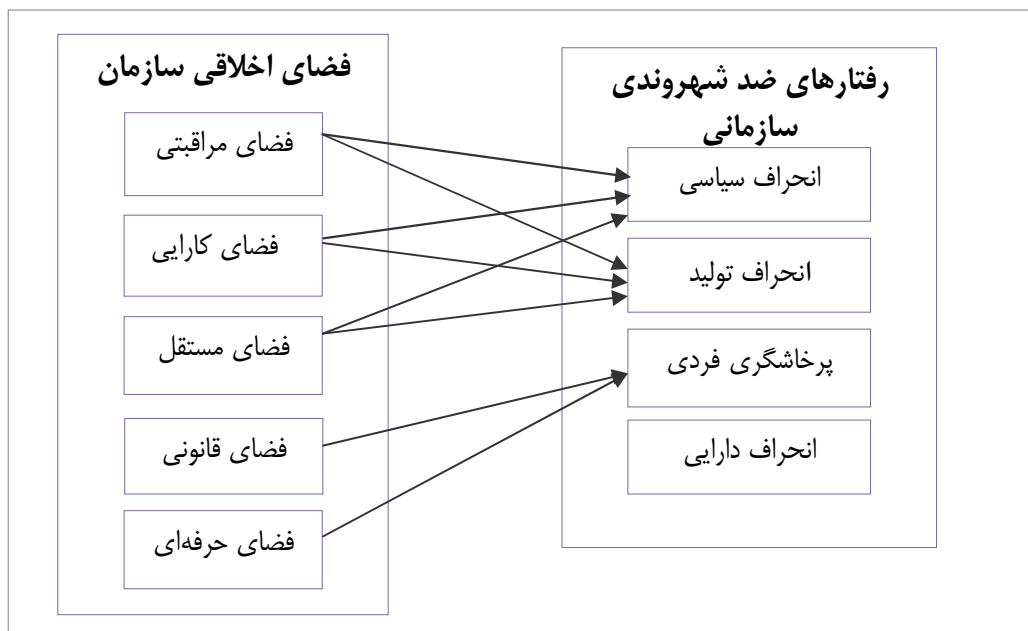 رفتارهای ضد شهروندی
سازمانی
انحراف سیاسی
انحراف تولید
پرخاشگری فردی
انحراف دارایی
فضای اخلاقی سازمان
فضای مراقبتی
فضای کارایی
فضای مستقل
فضای قانونی
فضای حرفه‌ای